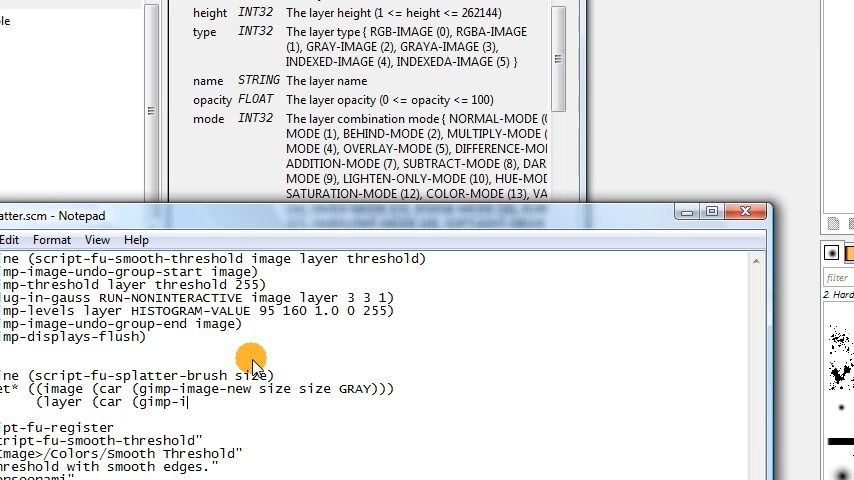 height INT32 The layer height (1 <= height <= 262144)
ple
type INT32 The layer type { RGB-IMAGE (0), RGBA-IMAGE
(1), GRAY-IMAGE (2), GRAYA-IMAGE (3),
INDEXED-IMAGE (4), INDEXEDA-IMAGE (5) }
name STRING The layer name
opacity FLOAT The layer opacity (0 <= opacity <= 100)
mode INT32 The layer combination mode { NORMAL-MODE (0
MODE (1), BEHIND-MODE (2), MULTIPLY-MODE (
MODE (4), OVERLAY-MODE (5), DIFFERENCE-MO
ADDITION-MODE (7), SUBTRACT-MODE (8), DAR
MODE (9), LIGHTEN-ONLY-MODE (10), HUE-MOD
SATURATION-MODE (12), COLOR-MODE (13), VA
atter.scm - Notepad
Edit Format View Help
ine (script-fu-smooth-threshold image layer threshold)
mp-image-undo-group-start image)
mp-threshold layer threshold 255)
ug-in-gauss RUN-NONINTERACTIVE image layer 3 3 1)
mp-levels layer HISTOGRAM-VALUE 95 160 1.0 0 255)
mp-image-undo-group-end image)
mp-displays-flush)
ine (script-fu-splatter-brush size)
et* ((image (car (gimp-image-new size size GRAY)))
(layer (car (gimp-i
pt-fu-register
cript-fu-smooth-threshold"
Image>/Colors/Smooth Threshold"
hreshold with smooth edges."
filter
2. Hard